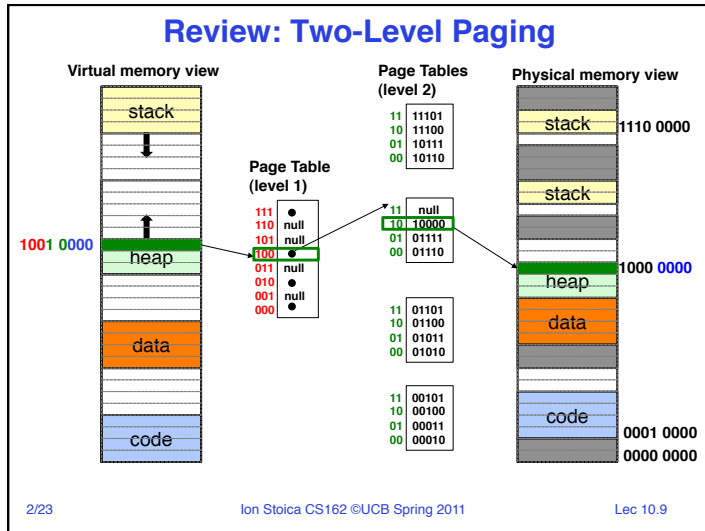 Review: Two-Level Paging
Virtual memory view
stack
1001 0000
heap
data
code
Page Table
(level 1)
111
110 null
101 null
100
011 null
010
001 null
000
Page Tables
(level 2)
11 11101
10 11100
01 10111
00 10110
11 null
10 10000
01 01111
00 01110
11 01101
10 01100
01 01011
00 01010
11 00101
10 00100
01 00011
00 00010
Physical memory view
stack
1110 0000
stack
1000 0000
heap
data
code
0001 0000
0000 0000
2/23
Ion Stoica CS162 ©UCB Spring 2011
Lec 10.9